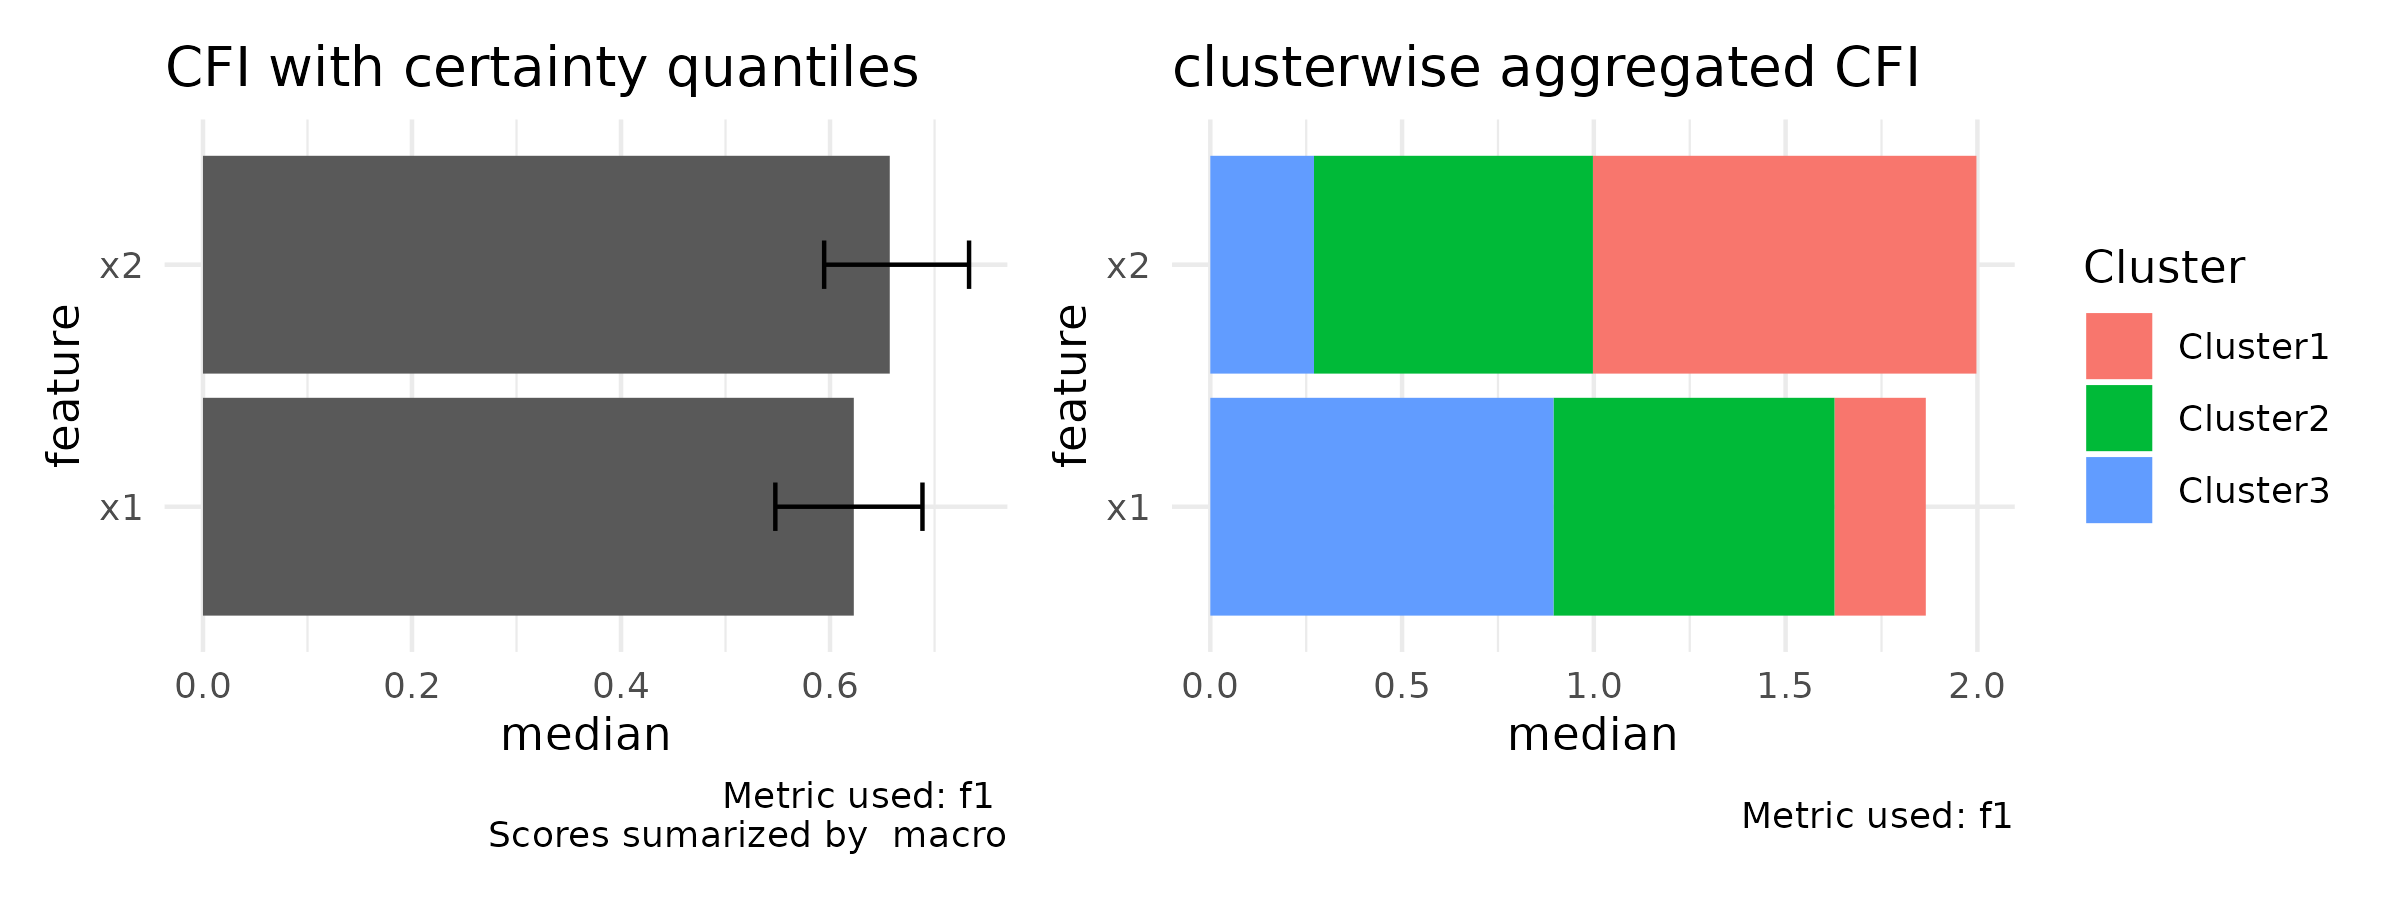 CFI with certainty quantiles
feature
x2
x1
0.0 0.2 0.4 0.6
median
Metric used: f1
Scores sumarized by  macro
clusterwise aggregated CFI
feature
x2
x1
0.0 0.5 1.0 1.5 2.0
median
Metric used: f1
Cluster
Cluster1
Cluster2
Cluster3